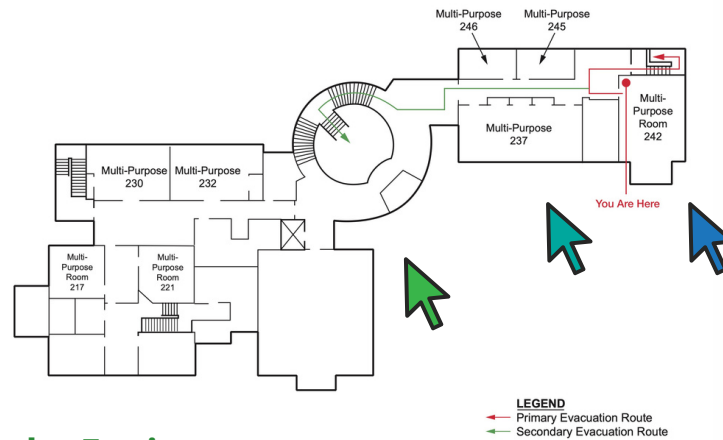 Multi-Purpose
246
Multi-Purpose
245
Multi-
Purpose
Room
242
Multi-Purpose
237
You Are Here
Multi-Purpose
230
Multi-Purpose
232
Multi-
Purpose
Room
217
Multi-
Purpose
Room
221
LEGEND
Primary Evacuation Route
Secondary Evacuation Route